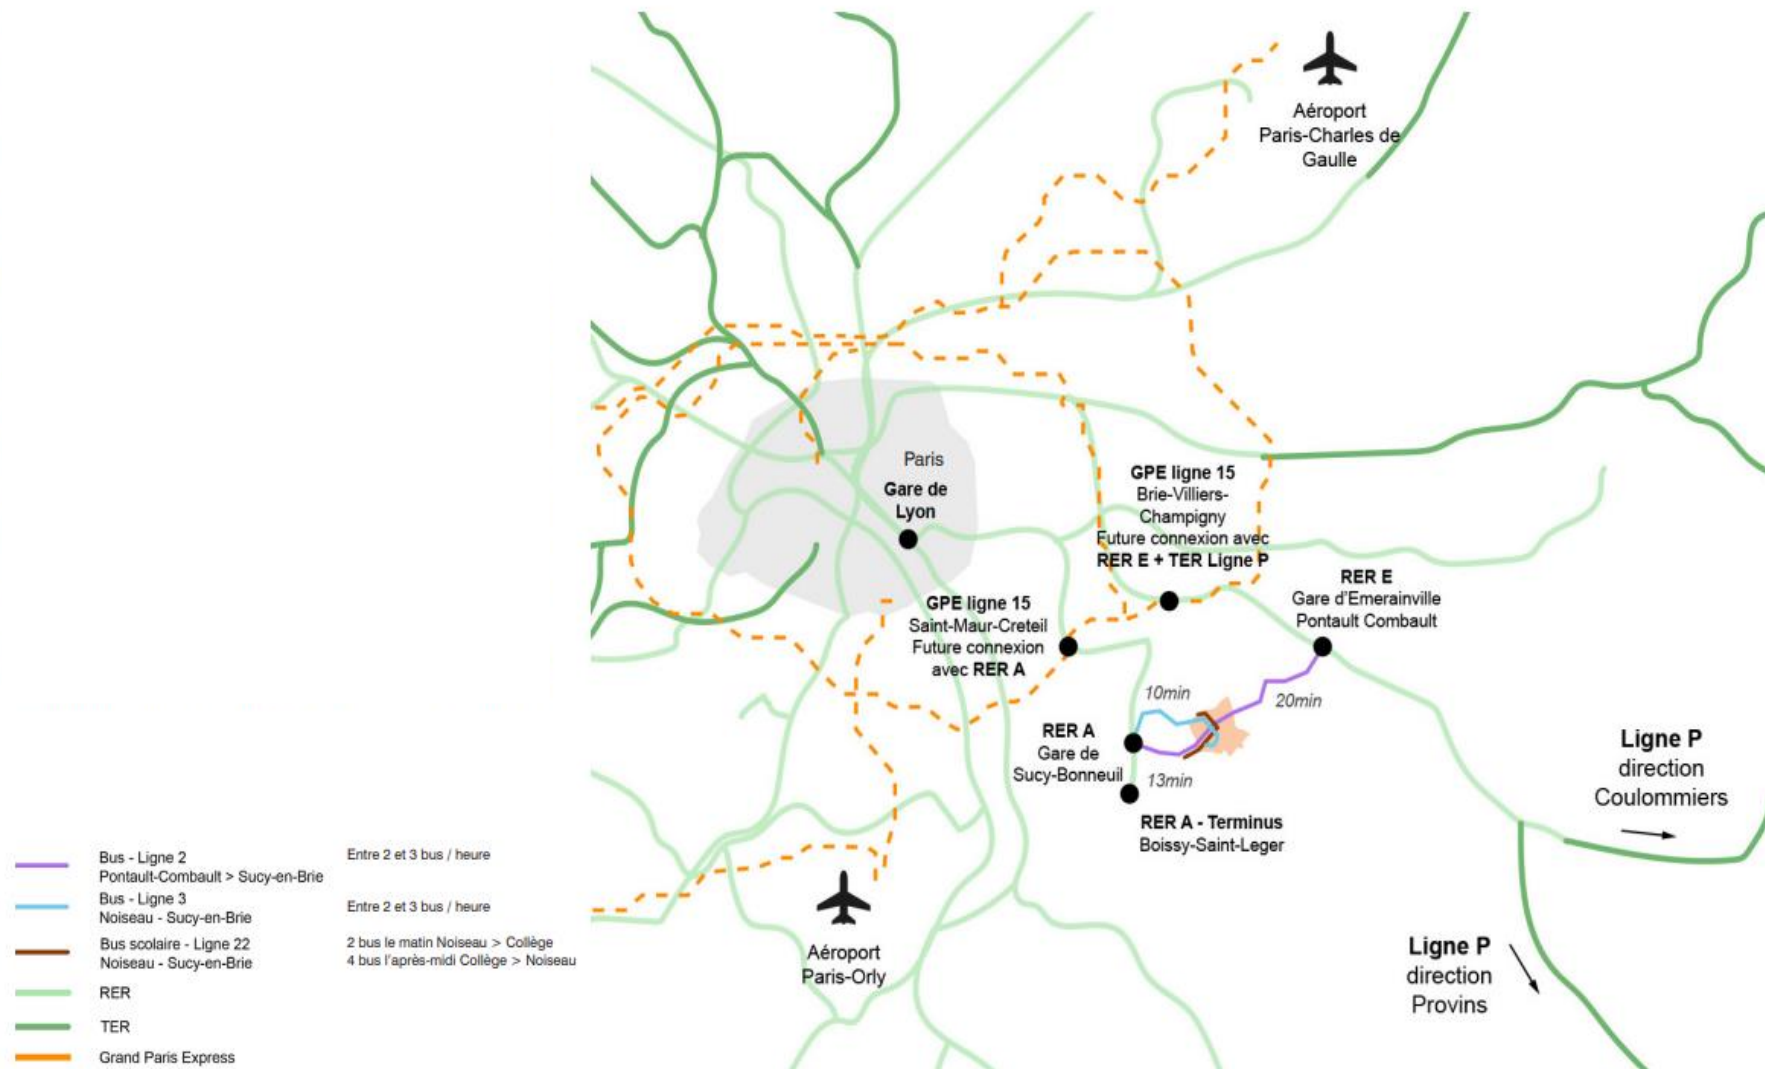 Aéroport
Paris-Charles de
Gaulle
Paris
Gare de
Lyon
GPE ligne 15
Brie-Villiers-
Champigny
Future connexion avec
RER E + TER Ligne P
RER E
Gare d'Emerainville
Pontault Combault
GPE ligne 15
Saint-Maur-Creteil
Future connexion
avec RER A
10min
20min
RER A
Gare de
Sucy-Bonneuil
13min
RER A - Terminus
Boissy-Saint-Leger
Ligne P
direction
Coulommiers
Ligne P
direction
Provins
Aéroport
Paris-Orly
Bus - Ligne 2
Pontault-Combault > Sucy-en-Brie
Entre 2 et 3 bus / heure
Bus - Ligne 3
Noiseau - Sucy-en-Brie
Entre 2 et 3 bus / heure
Bus scolaire - Ligne 22
Noiseau - Sucy-en-Brie
2 bus le matin Noiseau > Collège
4 bus l'après-midi Collège > Noiseau
RER
TER
Grand Paris Express